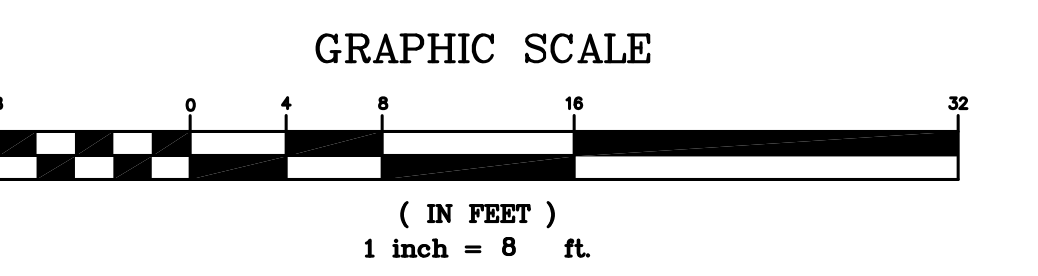 GRAPHIC SCALE
0 4 8 16 32
( IN FEET )
1 inch = 8 ft.